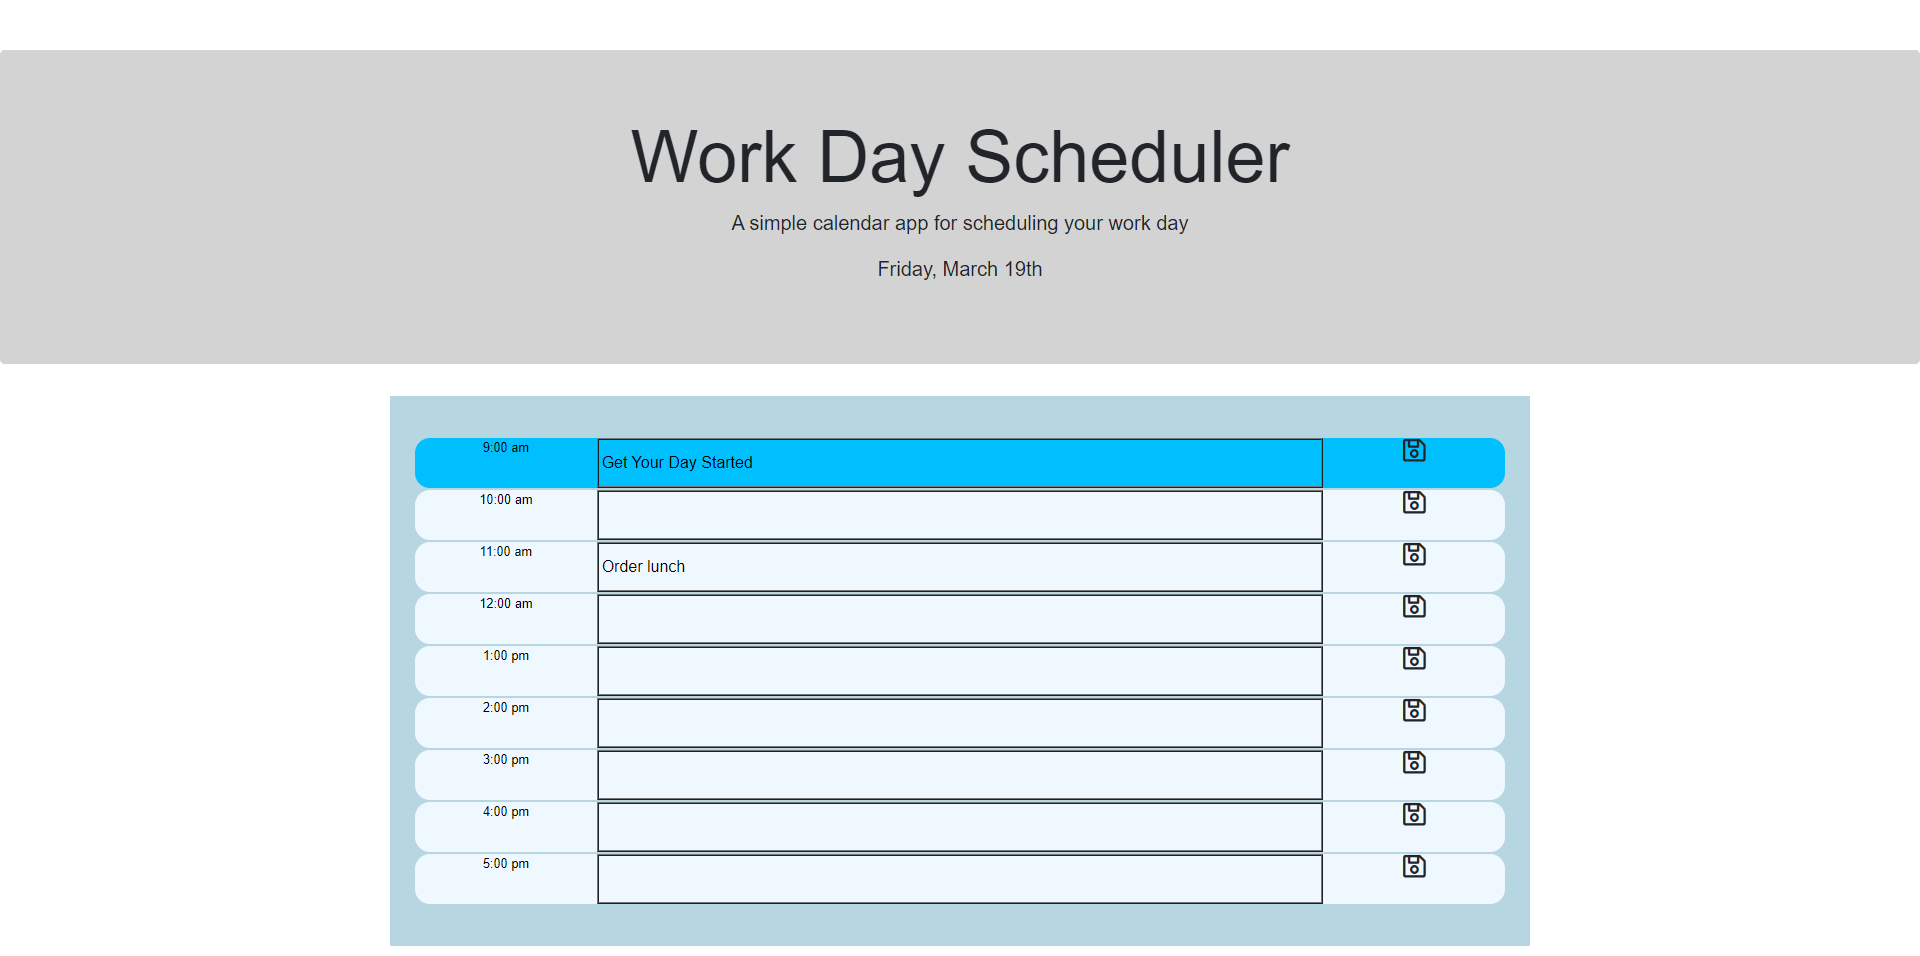 Work Day Scheduler
A simple calendar app for scheduling your work day
Friday, March 19th
9:00 am
Get Your Day Started
10:00 am
11:00 am
Order lunch
12:00 am
1:00 pm
2:00 pm
3:00 pm
4:00 pm
5:00 pm